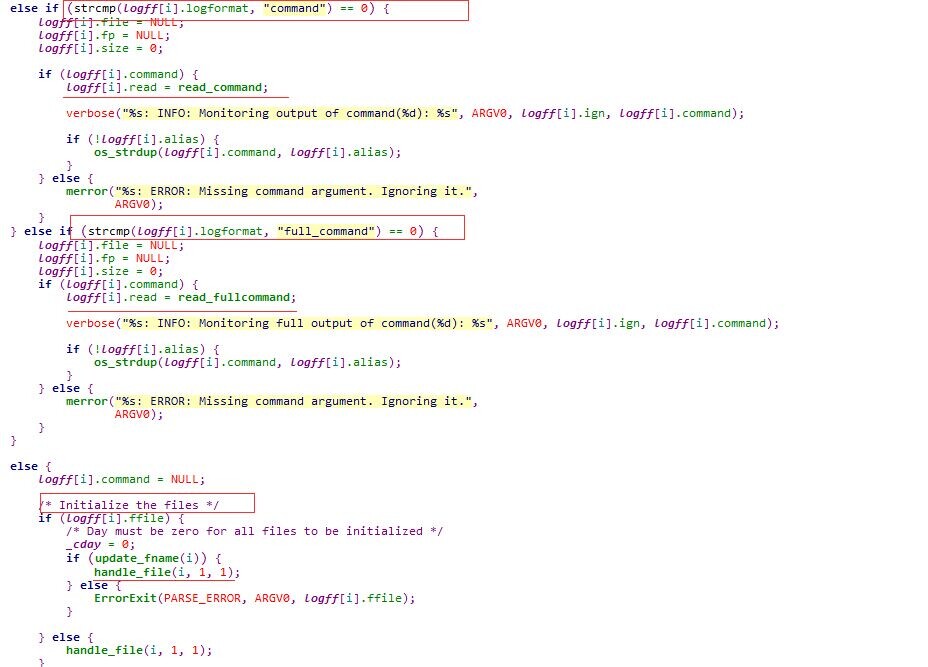 else if (strcmp(logff[i].logformat, "command") == 0) {
logff[i].file = NULL;
logff[i].fp = NULL;
logff[i].size = 0;
if (logff[i].command) {
logff[i].read = read_command;
verbose("%s: INFO: Monitoring output of command(%d): %s", ARGV0, logff[i].ign, logff[i].command);
if (!logff[i].alias) {
os_strdup(logff[i].command, logff[i].alias);
}
} else {
merror("%s: ERROR: Missing command argument. Ignoring it.",
ARGV0);
}
} else if (strcmp(logff[i].logformat, "full_command") == 0) {
logff[i].file = NULL;
logff[i].fp = NULL;
logff[i].size = 0;
if (logff[i].command) {
logff[i].read = read_fullcommand;
verbose("%s: INFO: Monitoring full output of command(%d): %s", ARGV0, logff[i].ign, logff[i].command);
if (!logff[i].alias) {
os_strdup(logff[i].command, logff[i].alias);
}
} else {
merror("%s: ERROR: Missing command argument. Ignoring it.",
ARGV0);
}
}
else {
logff[i].command = NULL;
/* Initialize the files */
if (logff[i].ffile) {
/* Day must be zero for all files to be initialized */
_cday = 0;
if (update_fname(i)) {
handle_file(i, 1, 1);
} else {
ErrorExit(PARSE_ERROR, ARGV0, logff[i].ffile);
}
} else {
handle_file(i, 1, 1);
}